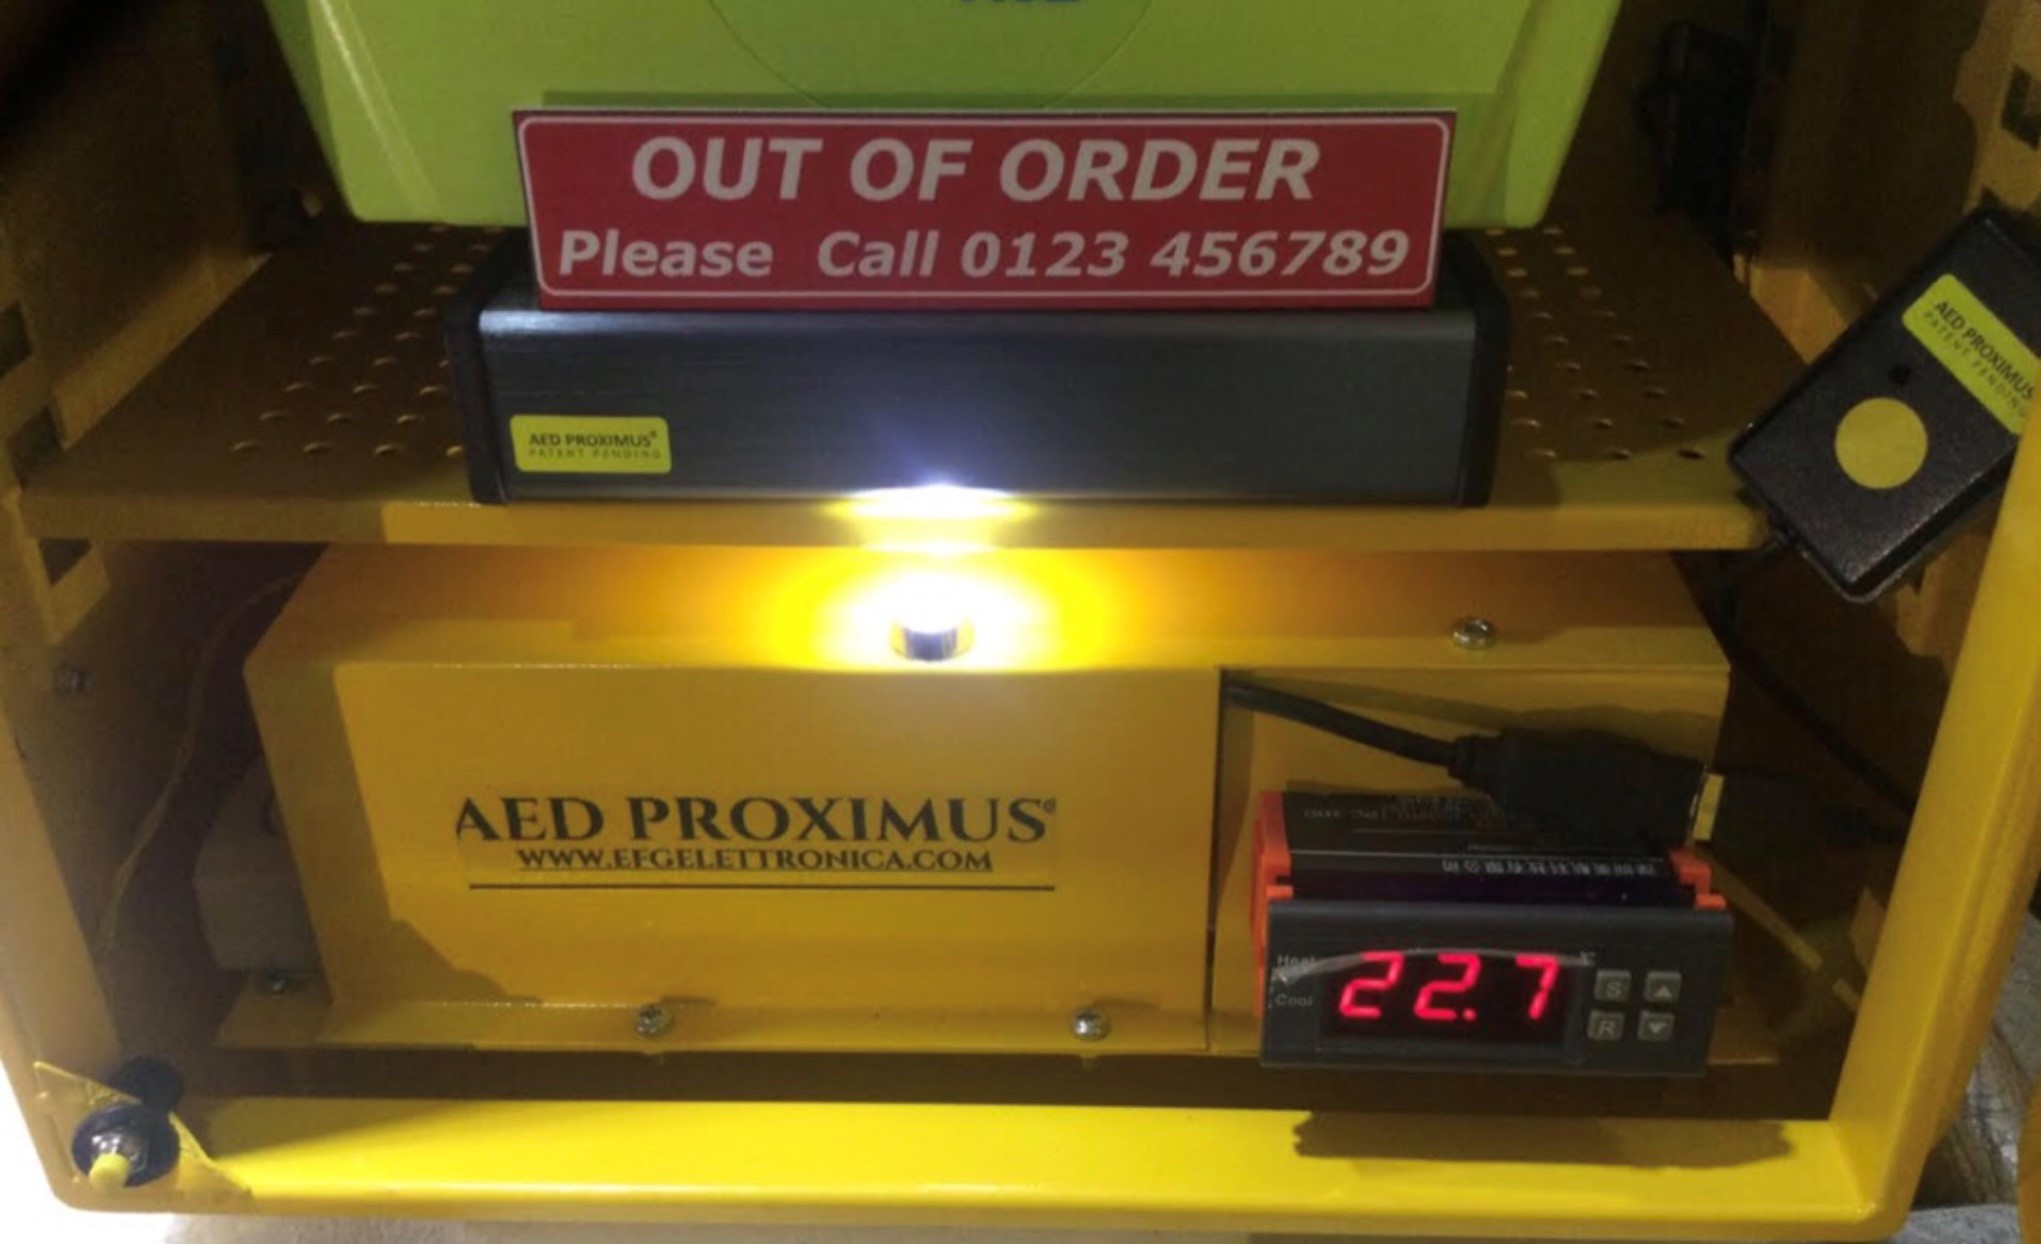 OUT OF ORDER
Please Call 0123 456789
AED PROXIMUS
PATENT PENDING
AED PROXIMUS®
PATENT PENDING
AED PROXIMUS®
WWW.EFGELETTRONICA.COM
Heat
Cool
22.7
S
R